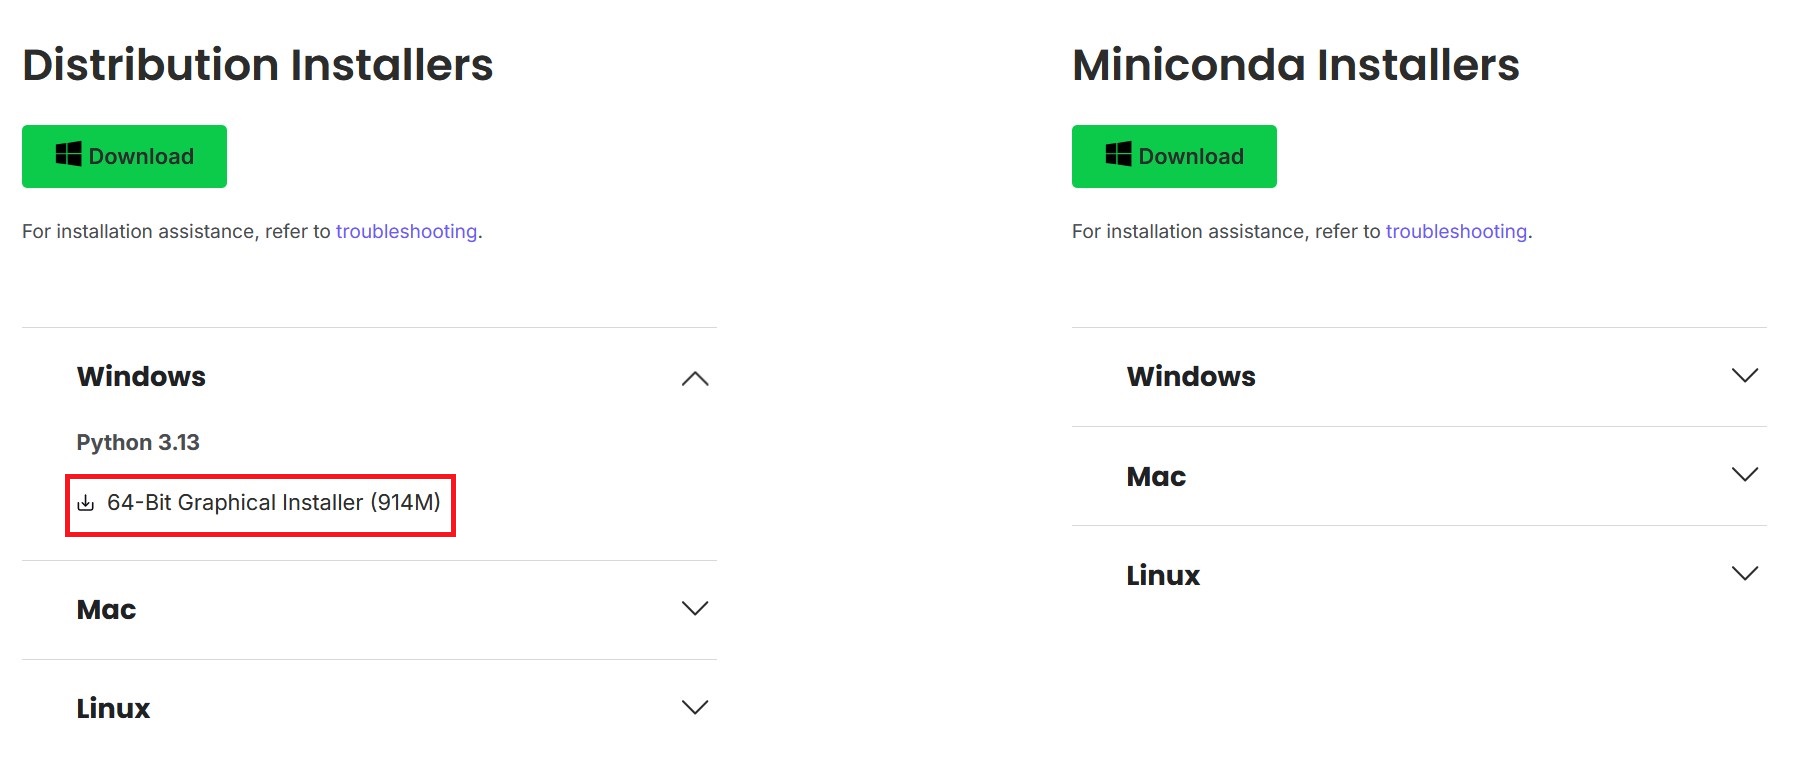 Distribution Installers
Download
For installation assistance, refer to troubleshooting.
Windows
Python 3.13
64-Bit Graphical Installer (914M)
Mac
Linux
Miniconda Installers
Download
For installation assistance, refer to troubleshooting.
Windows
Mac
Linux